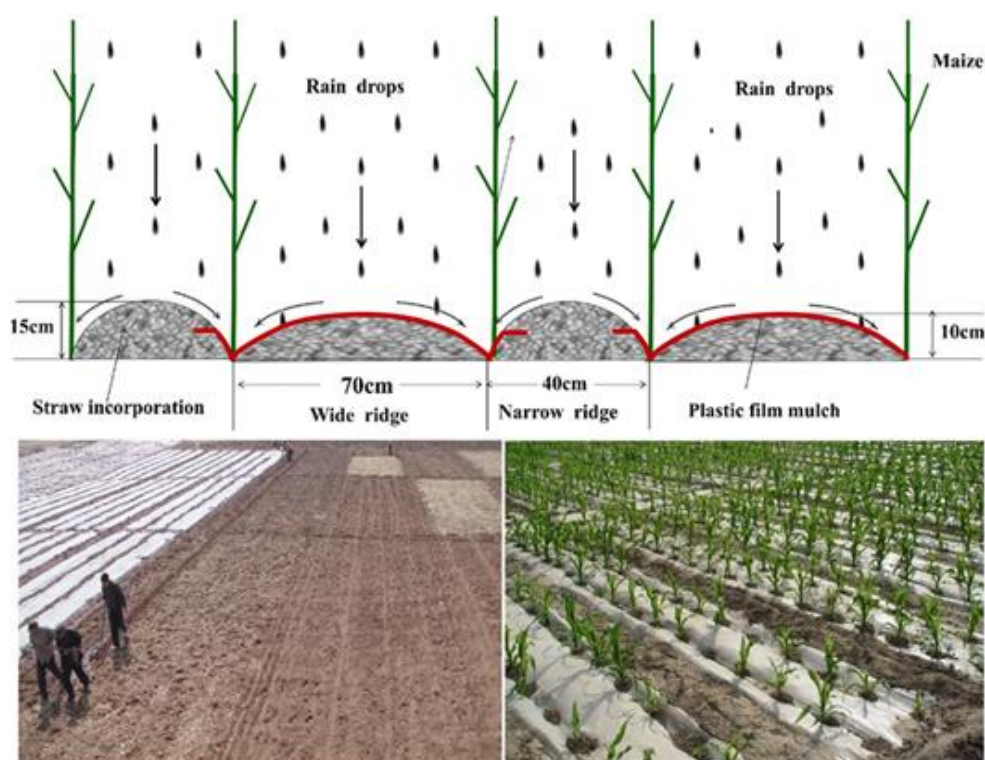 Maize
Rain drops
Rain drops
15cm
10cm
70cm
40cm
Straw incorporation
Wide ridge
Narrow ridge
Plastic film mulch